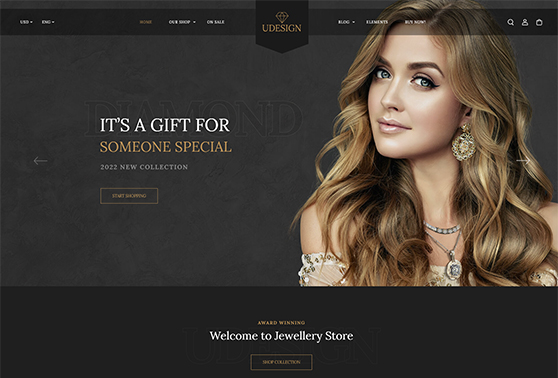 USD ENG HOME OUR SHOP ON SALE UDESIGN BLOG ELEMENTS BUY NOW!
DIAMOND
IT'S A GIFT FOR
SOMEONE SPECIAL
2022 NEW COLLECTION
START SHOPPING
AWARD WINNING
UDESIGN
Welcome to Jewellery Store
SHOP COLLECTION